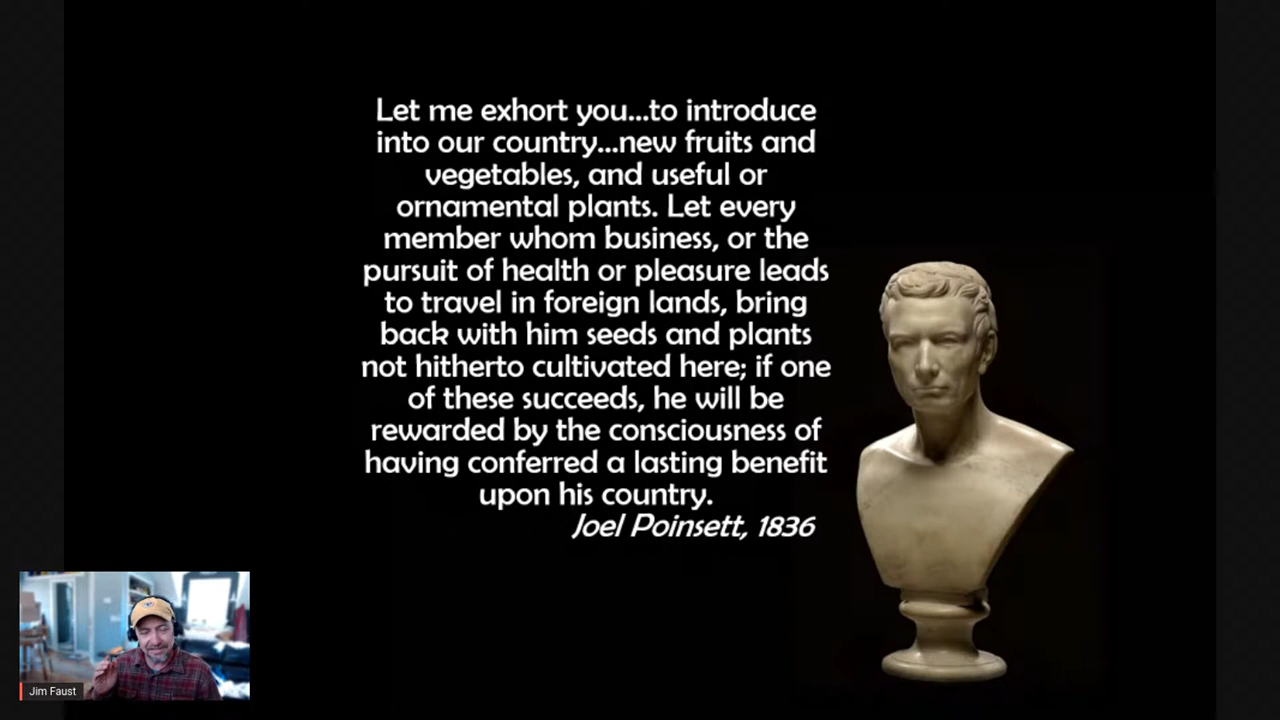 Let me exhort you...to introduce
into our country...new fruits and
vegetables, and useful or
ornamental plants. Let every
member whom business, or the
pursuit of health or pleasure leads
to travel in foreign lands, bring
back with him seeds and plants
not hitherto cultivated here; if one
of these succeeds, he will be
rewarded by the consciousness of
having conferred a lasting benefit
upon his country.
Joel Poinsett, 1836
Jim Faust